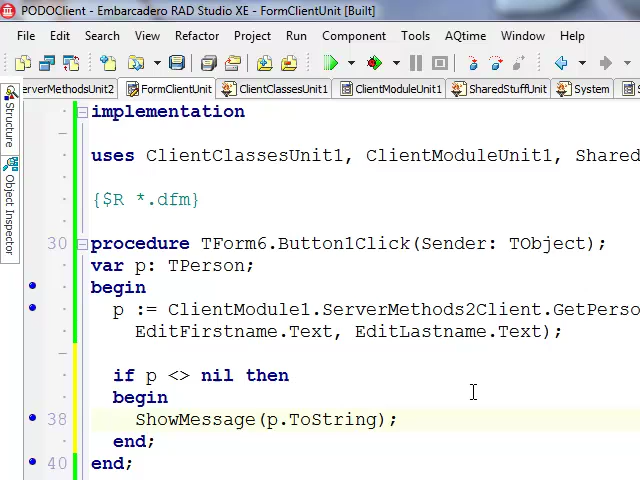 PODOClient - Embarcadero RAD Studio XE - FormClientUnit [Built]
File Edit Search View Refactor Project Run Component Tools AQtime Window Help
erverMethodsUnit2 FormClientUnit ClientClassesUnit1 ClientModuleUnit1 SharedStuffUnit System
Structure
Object Inspector
implementation
uses ClientClassesUnit1, ClientModuleUnit1, Shared
{$R *.dfm}
30 procedure TForm6.Button1Click(Sender: TObject);
var p: TPerson;
begin
p := ClientModule1.ServerMethods2Client.GetPerso
EditFirstname.Text, EditLastname.Text);
if p <> nil then
begin
38 ShowMessage(p.ToString);
end;
40 end;